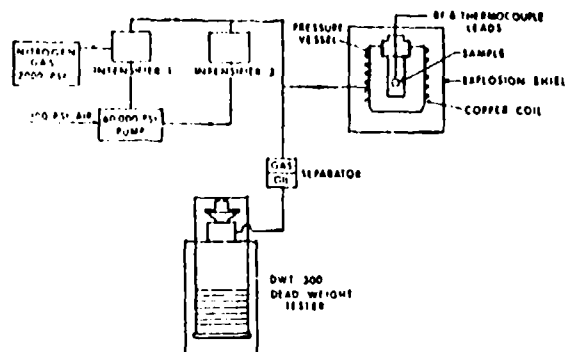 RF & THERMOCOUPLE
LEADS
PRESSURE
VESSEL
SAMPLE
EXPLOSION SHIEL
COPPER COIL
NITROGEN
GAS
2000 PSI
INTENSIFIER 1
INTENSIFIER 2
100 PSI AIR
60,000 PSI
PUMP
GAS
OIL
SEPARATOR
DWT 300
DEAD WEIGHT
TESTER